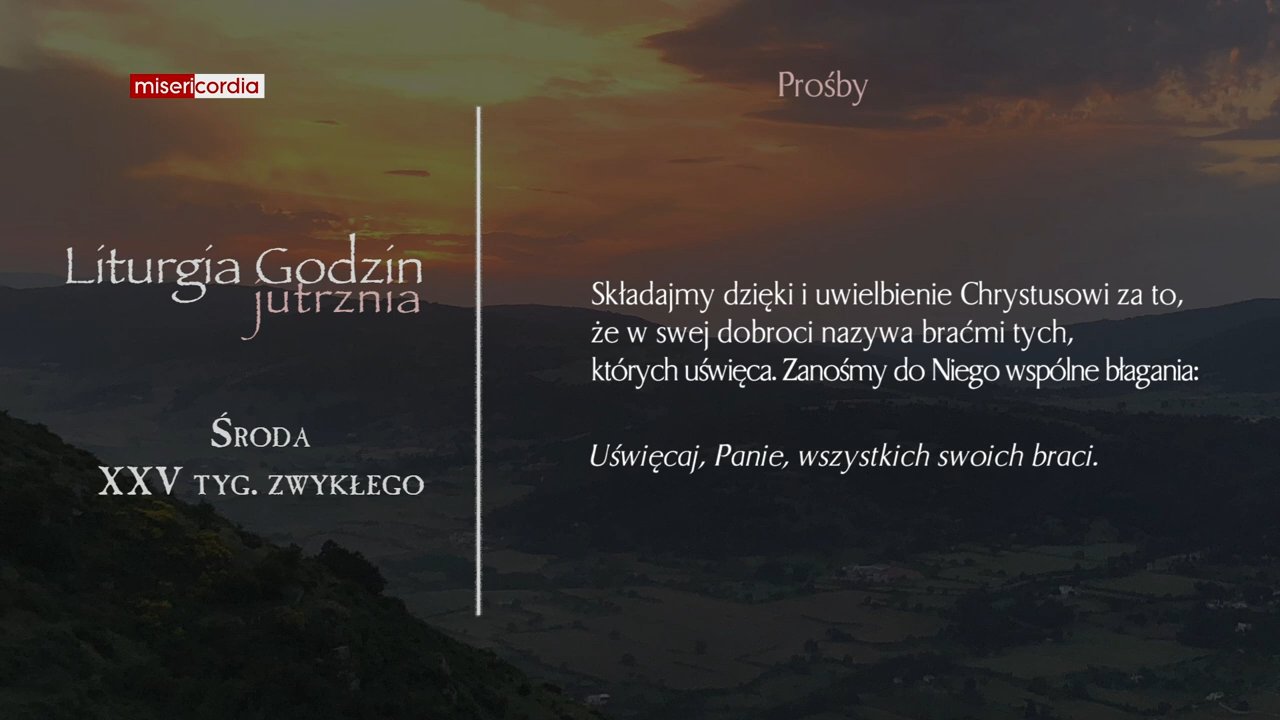 misericordia
Liturgia Godzin
jutrznia
Środa
XXV tyg. zwykłego
Prośby
Składajmy dzięki i uwielbienie Chrystusowi za to,
że w swej dobroci nazywa braćmi tych,
których uświęca. Zanośmy do Niego wspólne błagania:
Uświęcaj, Panie, wszystkich swoich braci.